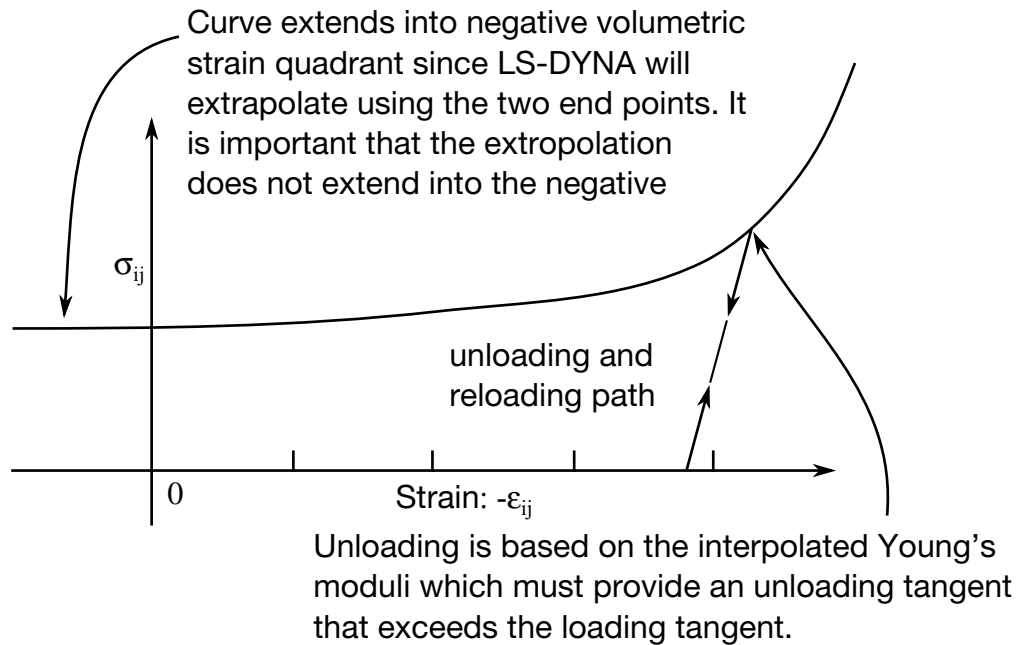 Curve extends into negative volumetric
strain quadrant since LS-DYNA will
extrapolate using the two end points. It
is important that the extropolation
does not extend into the negative
σij
unloading and
reloading path
0
Strain: -εij
Unloading is based on the interpolated Young's
moduli which must provide an unloading tangent
that exceeds the loading tangent.